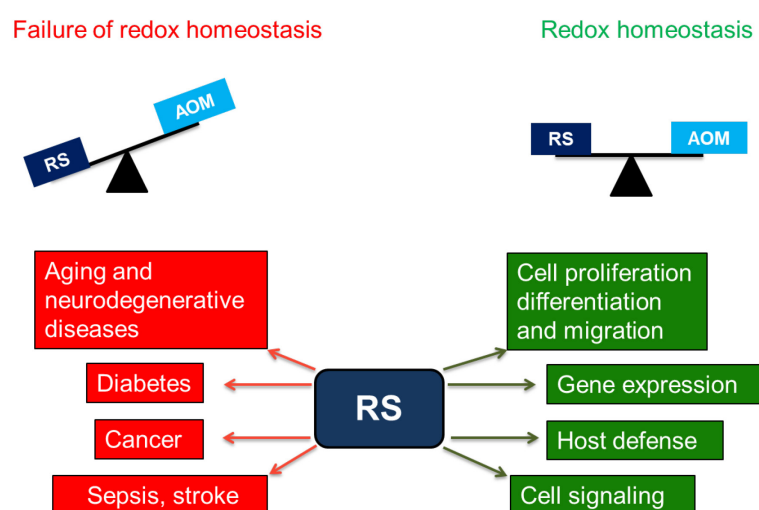 Failure of redox homeostasis
Redox homeostasis
RS
AOM
RS
AOM
Aging and
neurodegenerative
diseases
Diabetes
Cancer
Sepsis, stroke
RS
Cell proliferation
differentiation
and migration
Gene expression
Host defense
Cell signaling